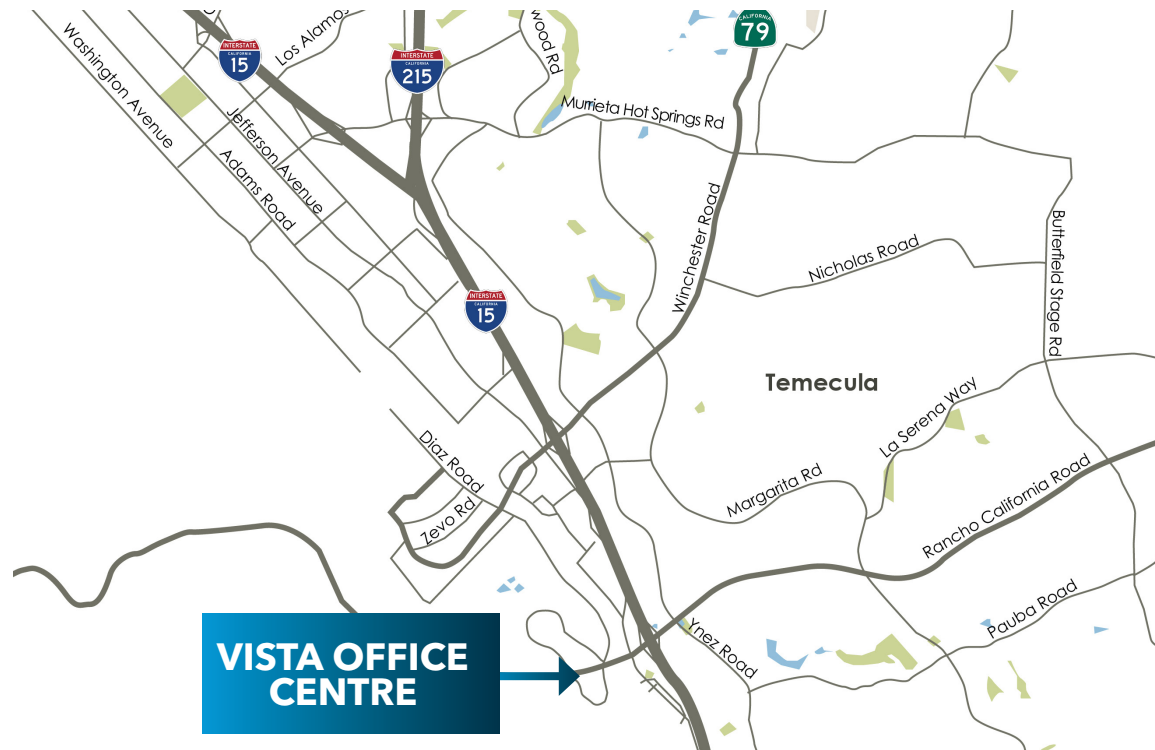 INTERSTATE
CALIFORNIA
15
Los Alamos
INTERSTATE
CALIFORNIA
215
wood Rd
CALIFORNIA
79
Washington Avenue
Jefferson Avenue
Adams Road
Murrieta Hot Springs Rd
Winchester Road
Nicholas Road
Butterfield Stage Rd
INTERSTATE
CALIFORNIA
15
Temecula
La Serena Way
Diaz Road
Zevo Rd
Margarita Rd
Rancho California Road
Pauba Road
Ynez Road
VISTA OFFICE
CENTRE